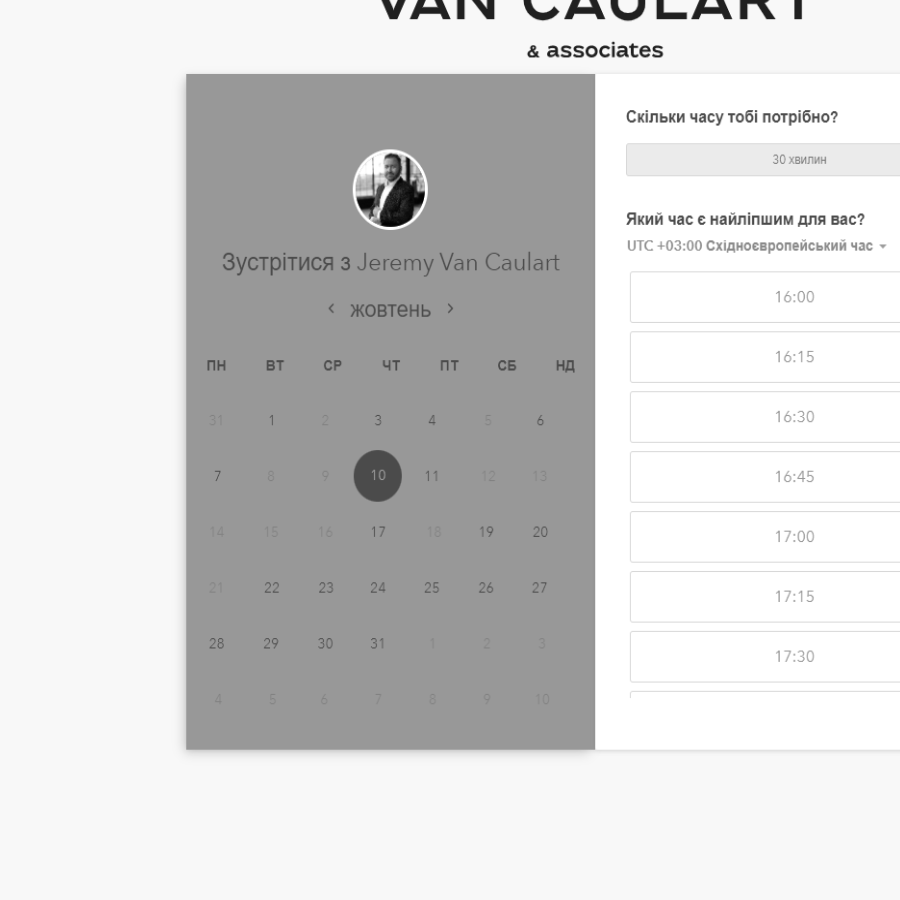 VAN CAULART
& associates
Зустрітися з Jeremy Van Caulart
жовтень
ПН ВТ СР ЧТ ПТ СБ НД
31 1 2 3 4 5 6
7 8 9 10 11 12 13
14 15 16 17 18 19 20
21 22 23 24 25 26 27
28 29 30 31 1 2 3
4 5 6 7 8 9 10
Скільки часу тобі потрібно?
30 хвилин
Який час є найліпшим для вас?
UTC +03:00 Східноєвропейський час
16:00
16:15
16:30
16:45
17:00
17:15
17:30